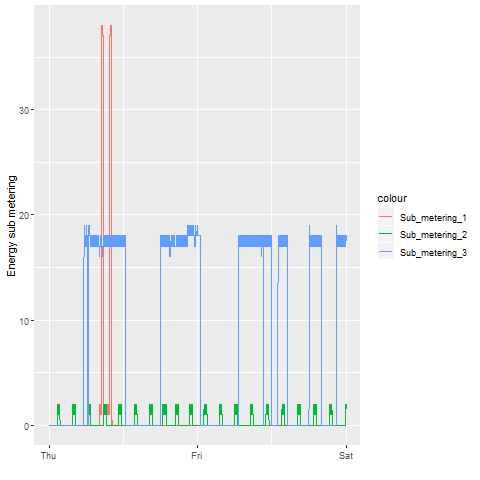 Energy sub metering
30
20
10
0
Thu
Fri
Sat
colour
Sub_metering_1
Sub_metering_2
Sub_metering_3